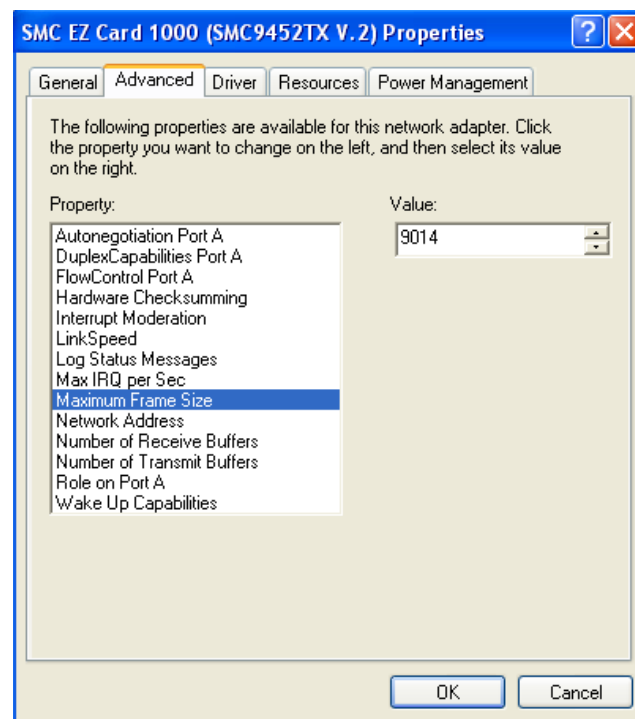 SMC EZ Card 1000 (SMC9452TX V.2) Properties
General Advanced Driver Resources Power Management
The following properties are available for this network adapter. Click
the property you want to change on the left, and then select its value
on the right.
Property: Value:
9014
Autonegotiation Port A
DuplexCapabilities Port A
FlowControl Port A
Hardware Checksumming
Interrupt Moderation
LinkSpeed
Log Status Messages
Max IRQ per Sec
Maximum Frame Size
Network Address
Number of Receive Buffers
Number of Transmit Buffers
Role on Port A
Wake Up Capabilities
OK Cancel